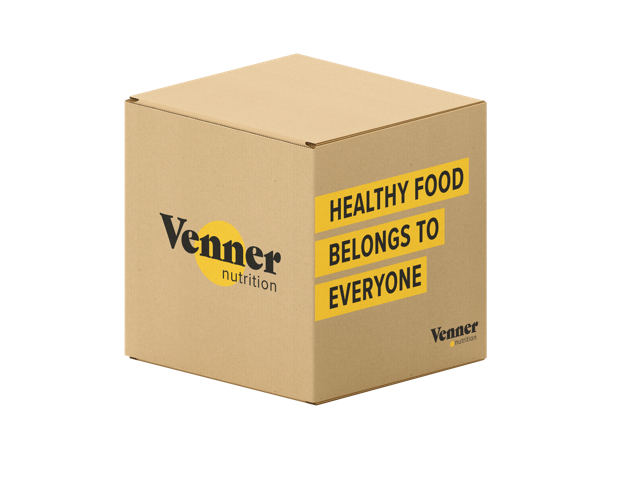 Venner
nutrition
HEALTHY FOOD
BELONGS TO
EVERYONE
Venner
nutrition